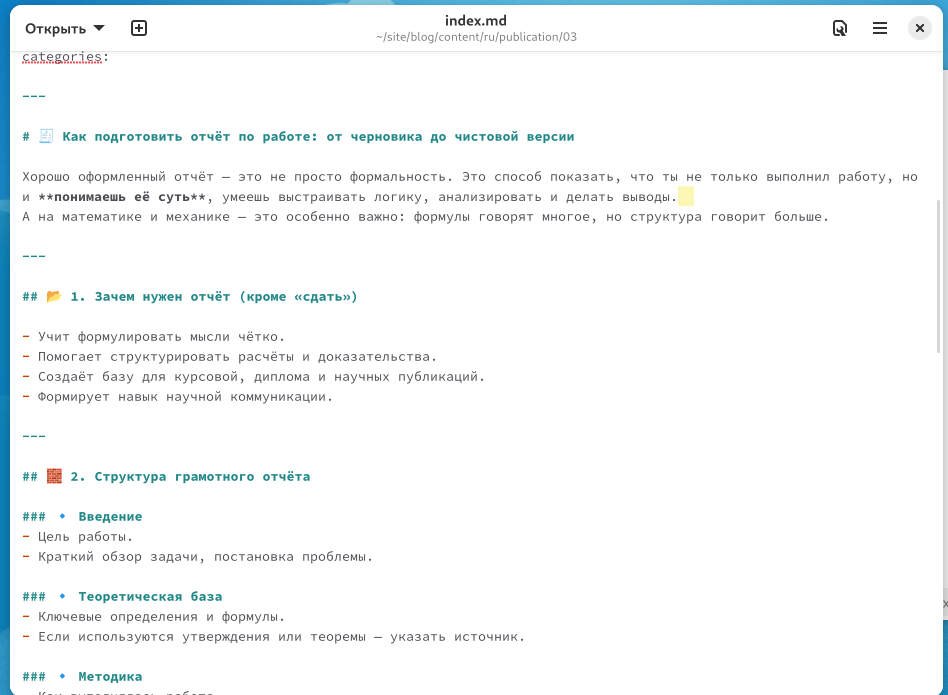 Открыть
index.md
~/site/blog/content/ru/publication/03
categories:
---
# 🧾 Как подготовить отчёт по работе: от черновика до чистовой версии
Хорошо оформленный отчёт — это не просто формальность. Это способ показать, что ты не только выполнил работу, но
и **понимаешь её суть**, умеешь выстраивать логику, анализировать и делать выводы.
А на математике и механике — это особенно важно: формулы говорят многое, но структура говорит больше.
---
## 📂 1. Зачем нужен отчёт (кроме «сдать»)
- Учит формулировать мысли чётко.
- Помогает структурировать расчёты и доказательства.
- Создаёт базу для курсовой, диплома и научных публикаций.
- Формирует навык научной коммуникации.
---
## 🧱 2. Структура грамотного отчёта
### 🔹 Введение
- Цель работы.
- Краткий обзор задачи, постановка проблемы.
### 🔹 Теоретическая база
- Ключевые определения и формулы.
- Если используются утверждения или теоремы — указать источник.
### 🔹 Методика
- Как выполнялась работа.